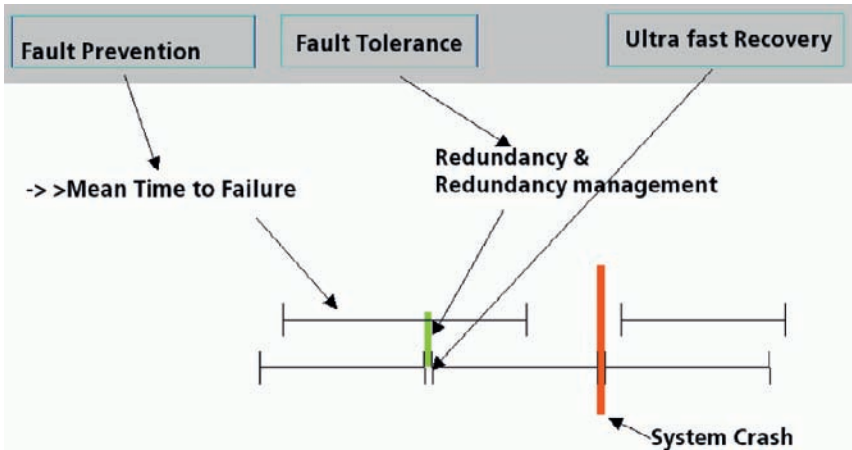 Fault Prevention
Fault Tolerance
Ultra fast Recovery
Redundancy &
Redundancy management
-> >Mean Time to Failure
System Crash